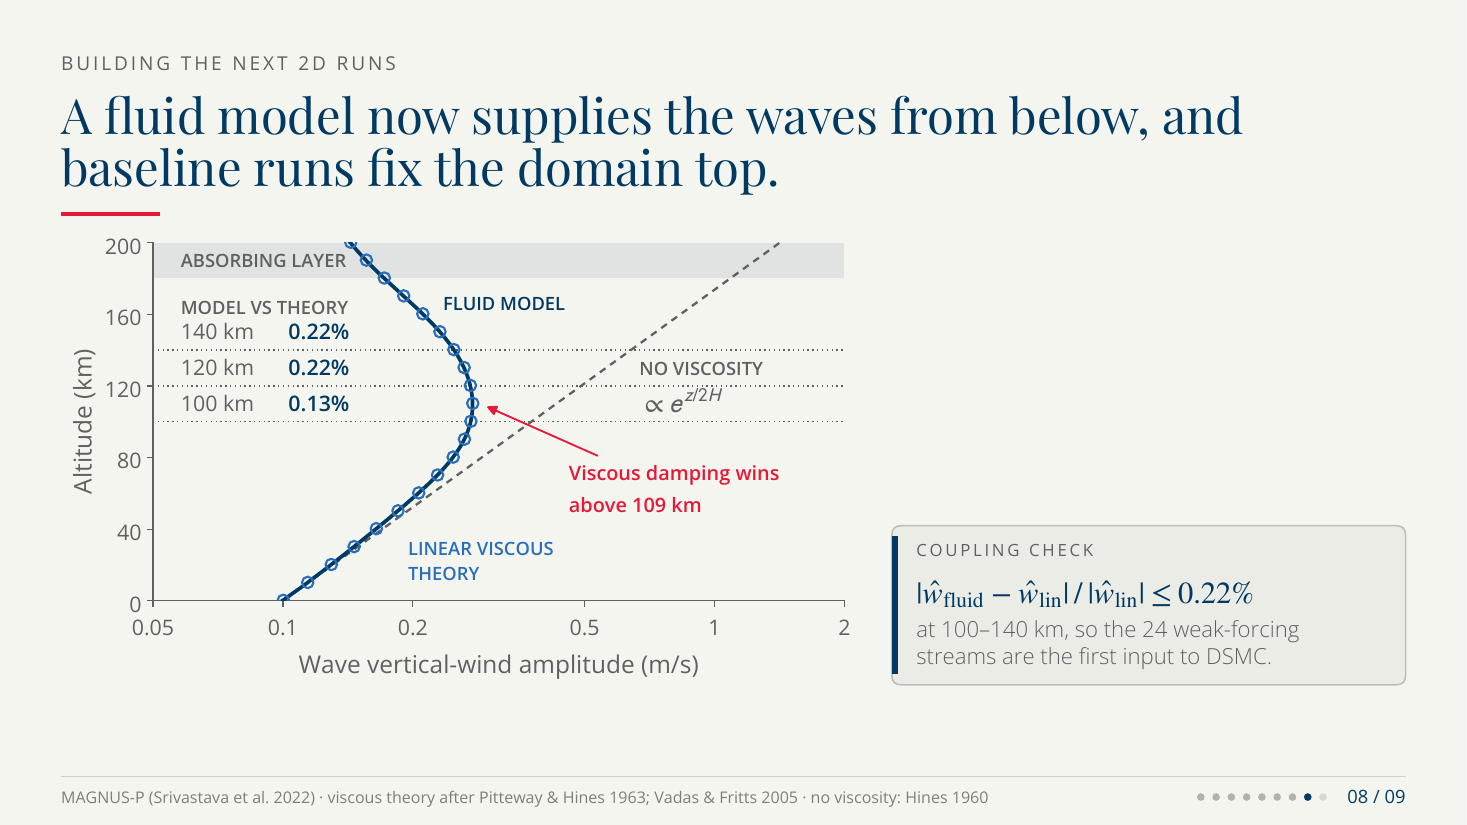 BUILDING THE NEXT 2D RUNS
A fluid model now supplies the waves from below, and
baseline runs fix the domain top.
200
ABSORBING LAYER
MODEL VS THEORY
FLUID MODEL
160
140 km 0.22%
120 km 0.22%
NO VISCOSITY
120
100 km 0.13%
∝ e^{z/2H}
Altitude (km)
80
Viscous damping wins
above 109 km
40
LINEAR VISCOUS
THEORY
0
0.05 0.1 0.2 0.5 1 2
Wave vertical-wind amplitude (m/s)
COUPLING CHECK
|ŵ_fluid − ŵ_lin| / |ŵ_lin| ≤ 0.22%
at 100–140 km, so the 24 weak-forcing
streams are the first input to DSMC.
MAGNUS-P (Srivastava et al. 2022) · viscous theory after Pitteway & Hines 1963; Vadas & Fritts 2005 · no viscosity: Hines 1960
08 / 09